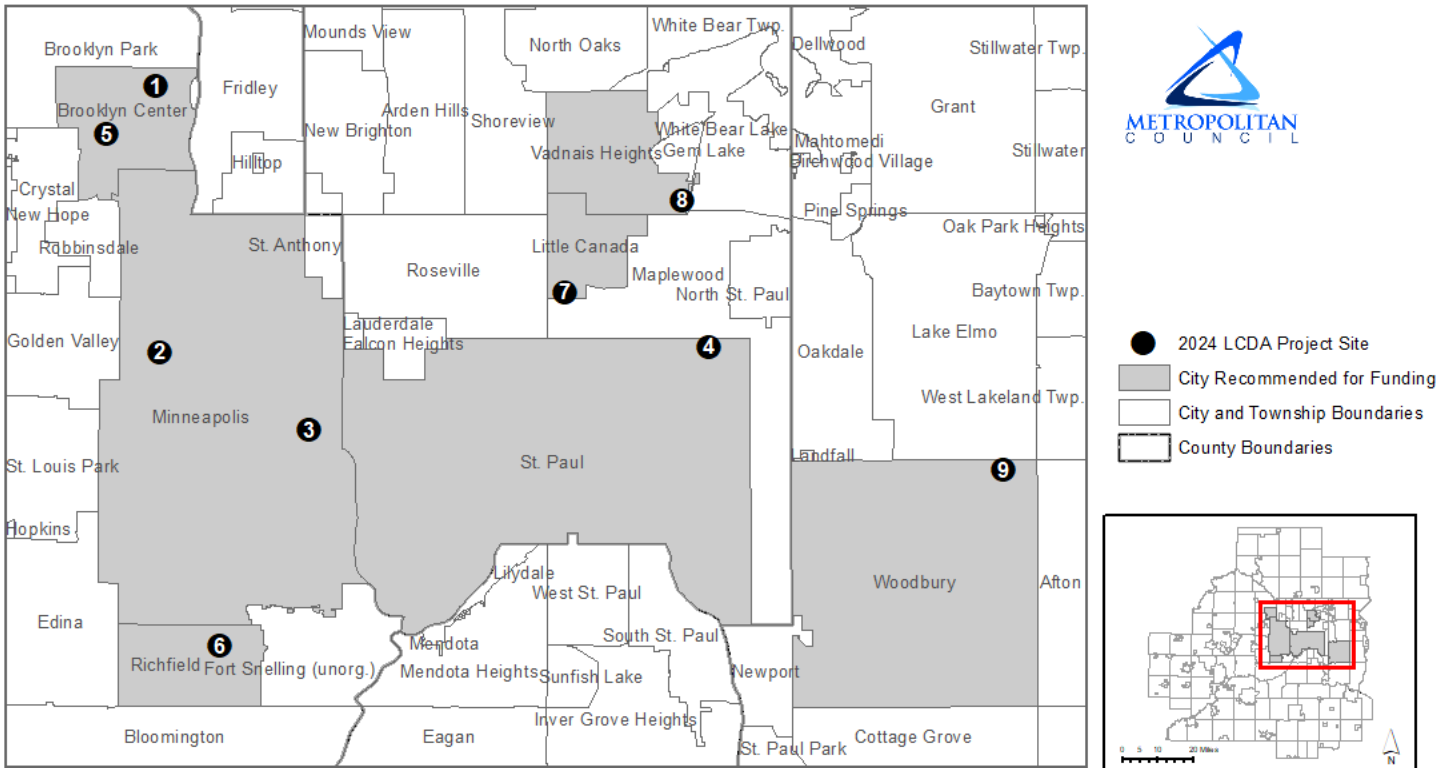 Mounds View
White Bear Twp.
Brooklyn Park
North Oaks
Dellwood
Stillwater Twp.
1
Fridley
Brooklyn Center
Arden Hills
Shoreview
Grant
5
New Brighton
White Bear Lake
Mahtomedi
Vadnais Heights
Gem Lake
Stillwater
Hilltop
Birchwood Village
Crystal
8
New Hope
Pine Springs
Robbinsdale
St. Anthony
Little Canada
Oak Park Heights
Roseville
Maplewood
7
North St. Paul
Baytown Twp.
Lauderdale
Lake Elmo
Golden Valley
Falcon Heights
2
4
Oakdale
West Lakeland Twp.
Minneapolis
3
St. Louis Park
St. Paul
Landfall
9
Hopkins
Lilydale
Woodbury
Afton
West St. Paul
Edina
South St. Paul
6
Mendota
Richfield
Fort Snelling (unorg.)
Mendota Heights
Sunfish Lake
Newport
Inver Grove Heights
Bloomington
Eagan
St. Paul Park
Cottage Grove
METROPOLITAN
COUNCIL
2024 LCDA Project Site
City Recommended for Funding
City and Township Boundaries
County Boundaries
0 5 10 20 Miles
N